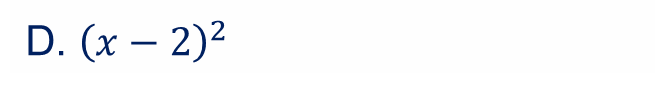 D. (𝑥 − 2)²